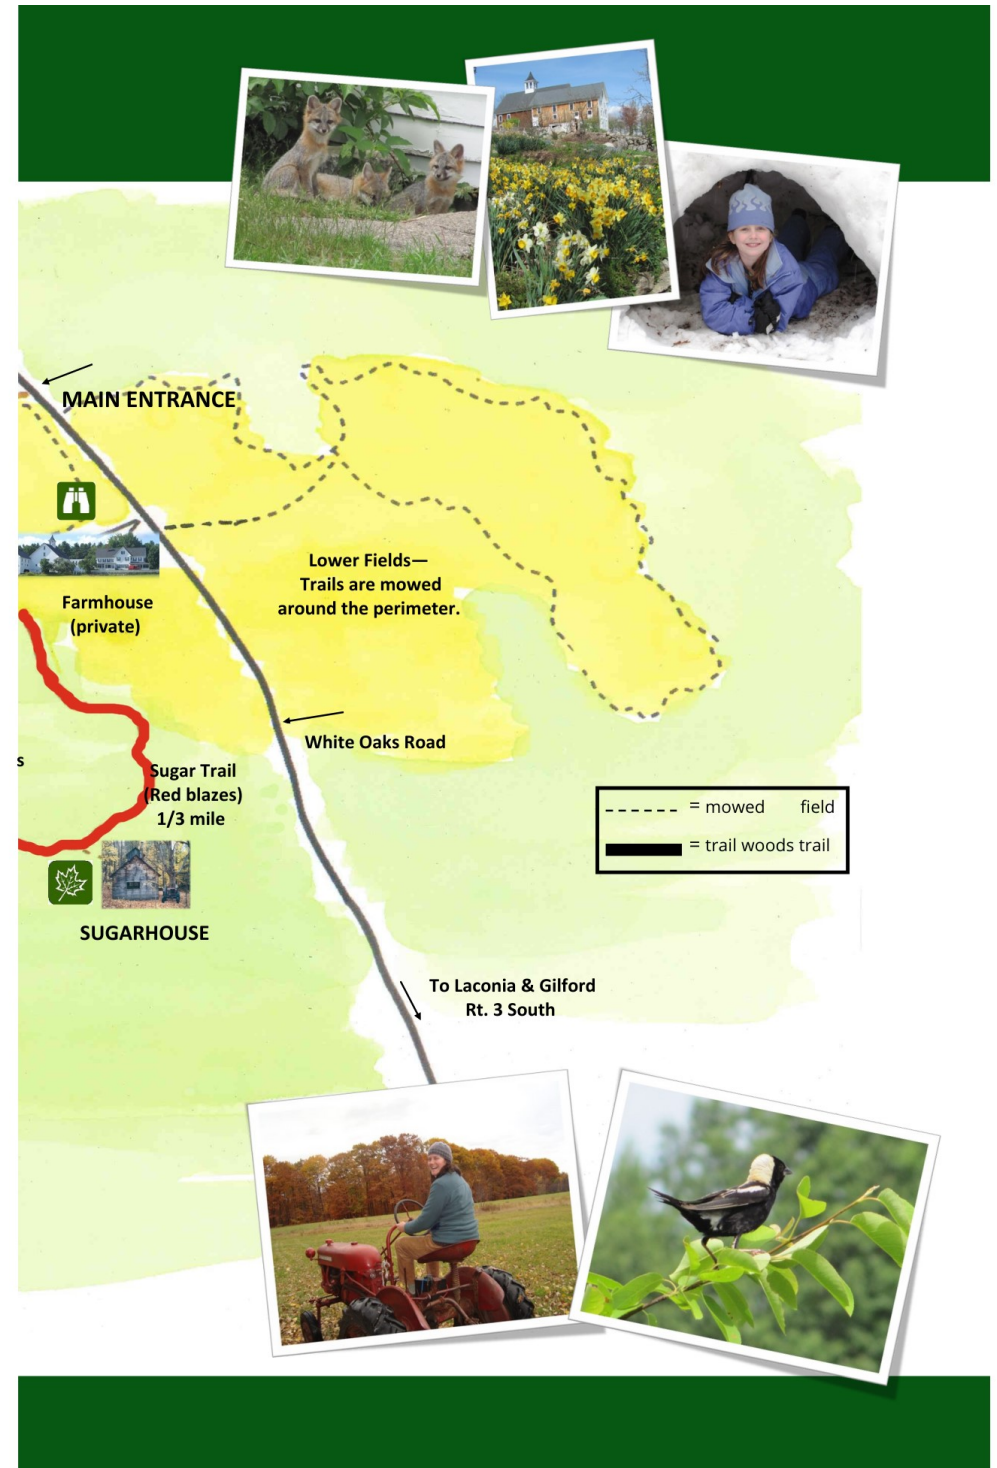 MAIN ENTRANCE
Lower Fields—
Trails are mowed
around the perimeter.
Farmhouse
(private)
White Oaks Road
s
Sugar Trail
(Red blazes)
1/3 mile
= mowed field
= trail woods trail
SUGARHOUSE
To Laconia & Gilford
Rt. 3 South